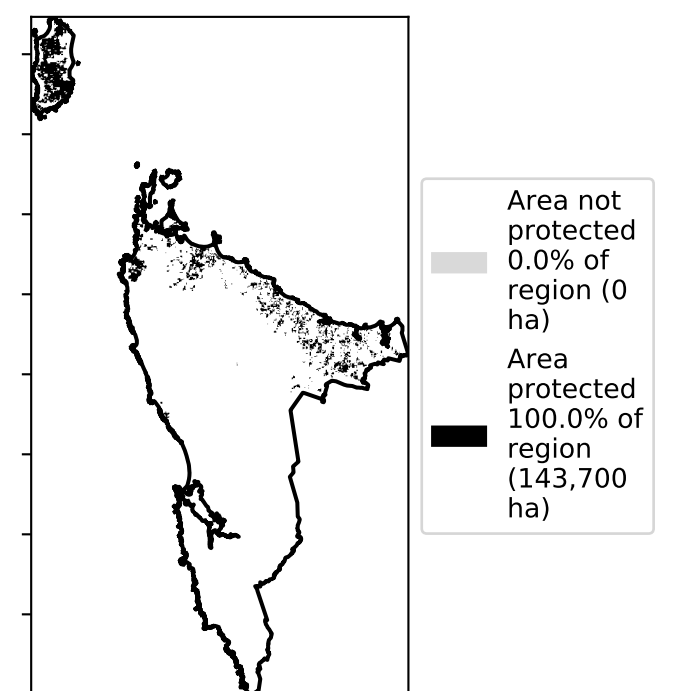 Area not
protected
0.0% of
region (0
ha)
Area
protected
100.0% of
region
(143,700
ha)